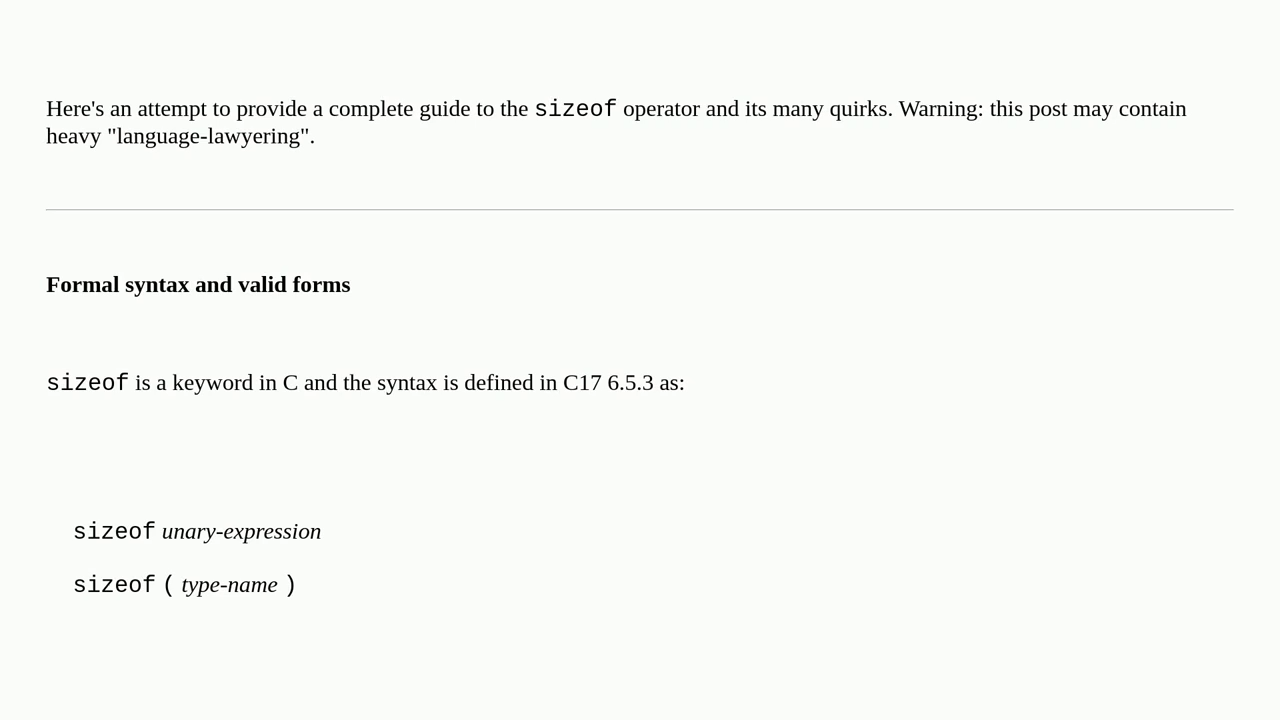 Here's an attempt to provide a complete guide to the sizeof operator and its many quirks. Warning: this post may contain
heavy "language-lawyering".
Formal syntax and valid forms
sizeof is a keyword in C and the syntax is defined in C17 6.5.3 as:
sizeof unary-expression
sizeof ( type-name )